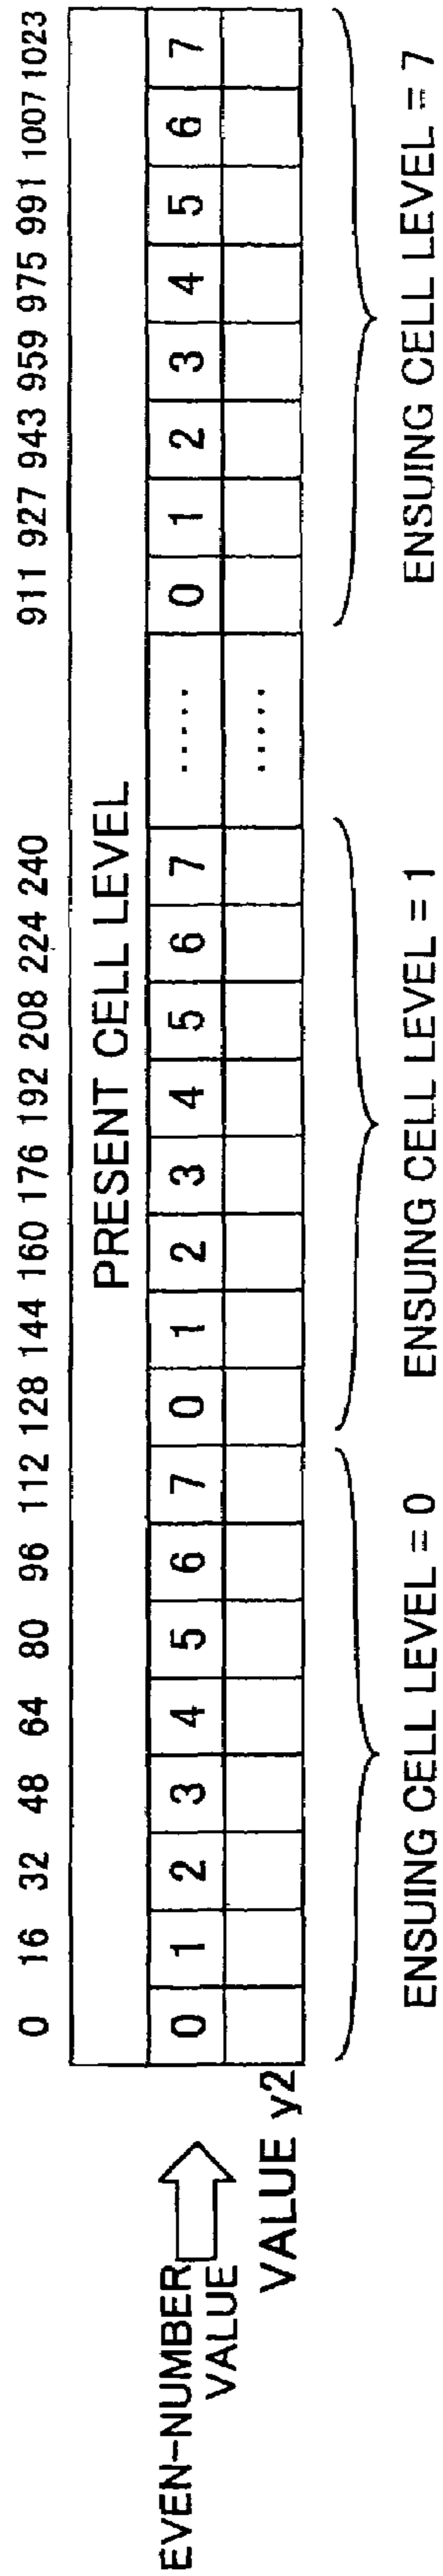 0 16 32 48 64 80 96 112 128 144 160 176 192 208 224 240 911 927 943 959 975 991 1007 1023
PRESENT CELL LEVEL
EVEN-NUMBER VALUE
0 1 2 3 4 5 6 7 0 1 2 3 4 5 6 7 ..... 0 1 2 3 4 5 6 7
VALUE y2
.....
ENSUING CELL LEVEL = 0 ENSUING CELL LEVEL = 1 ENSUING CELL LEVEL = 7